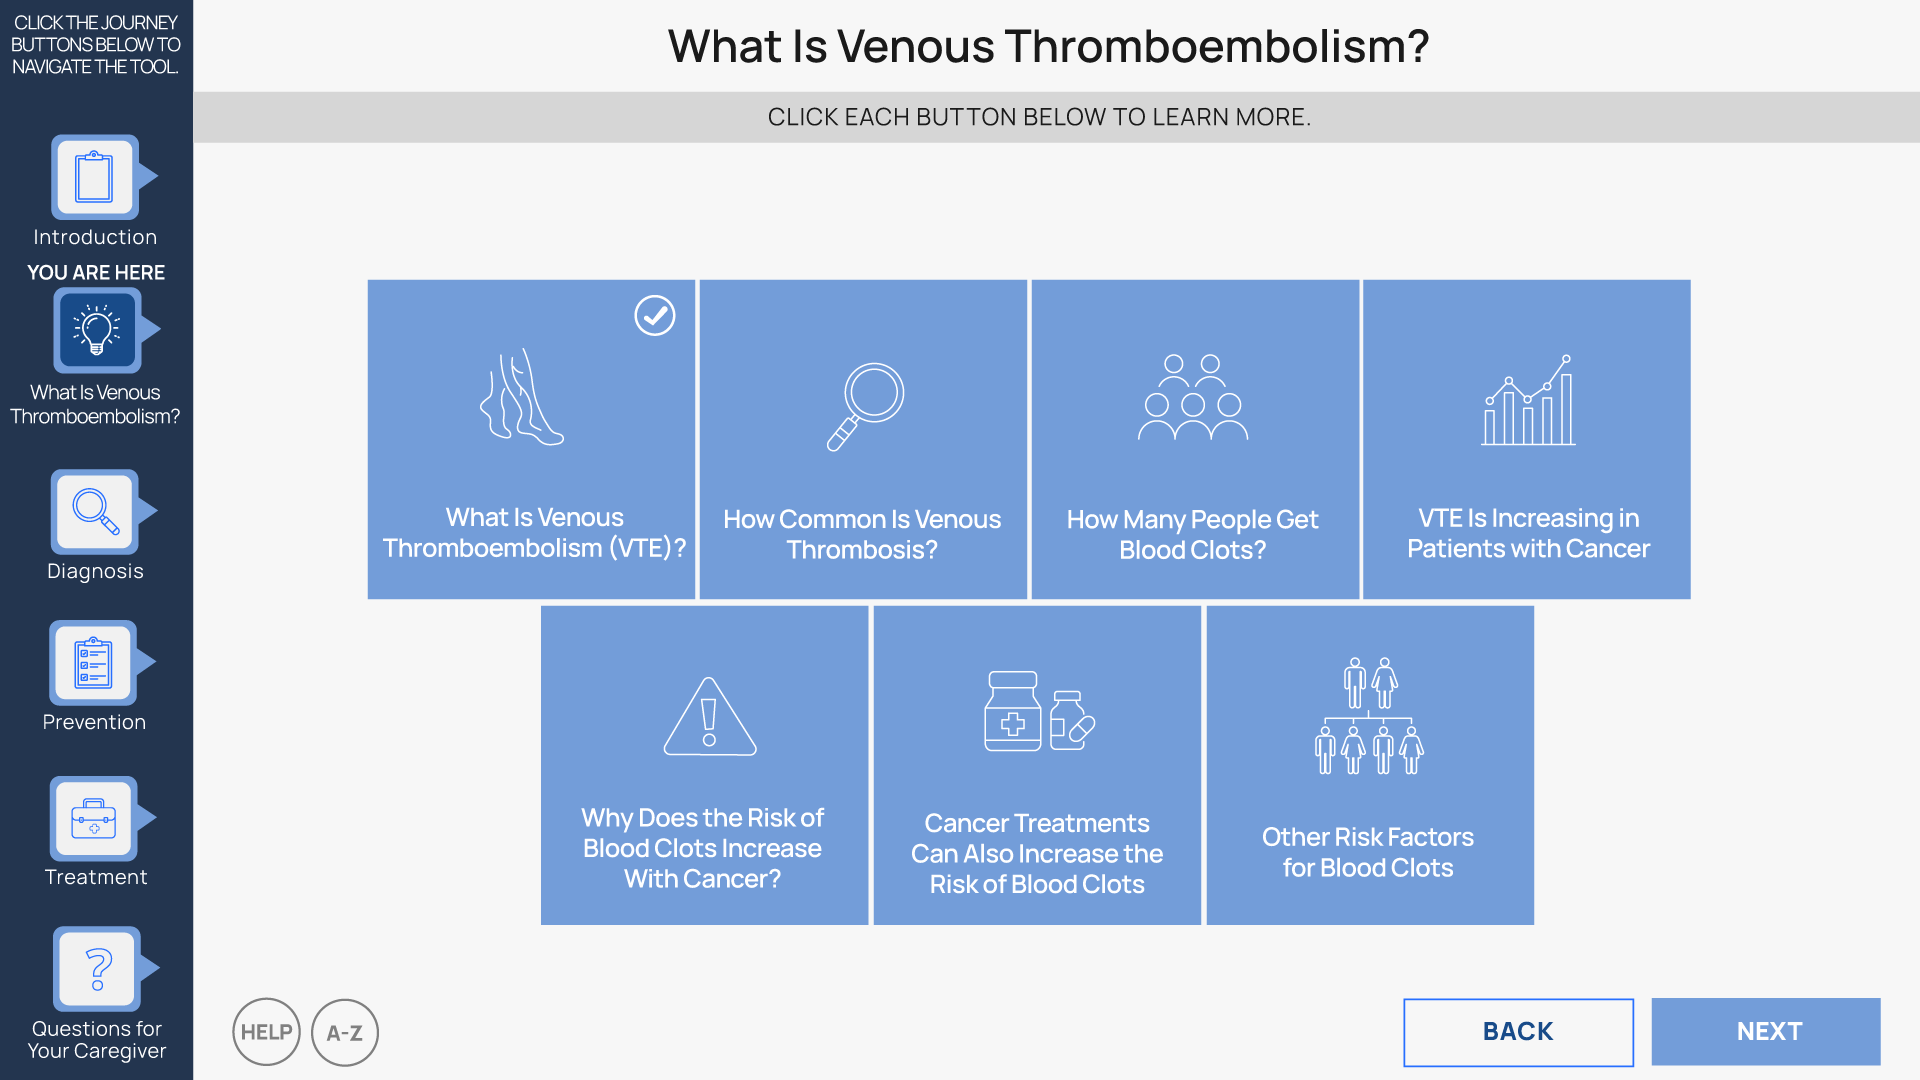 CLICK THE JOURNEY
BUTTONS BELOW TO
NAVIGATE THE TOOL.
Introduction
YOU ARE HERE
What Is Venous
Thromboembolism?
Diagnosis
Prevention
Treatment
Questions for
Your Caregiver
What Is Venous Thromboembolism?
CLICK EACH BUTTON BELOW TO LEARN MORE.
What Is Venous
Thromboembolism (VTE)?
How Common Is Venous
Thrombosis?
How Many People Get
Blood Clots?
VTE Is Increasing in
Patients with Cancer
Why Does the Risk of
Blood Clots Increase
With Cancer?
Cancer Treatments
Can Also Increase the
Risk of Blood Clots
Other Risk Factors
for Blood Clots
HELP
A-Z
BACK
NEXT